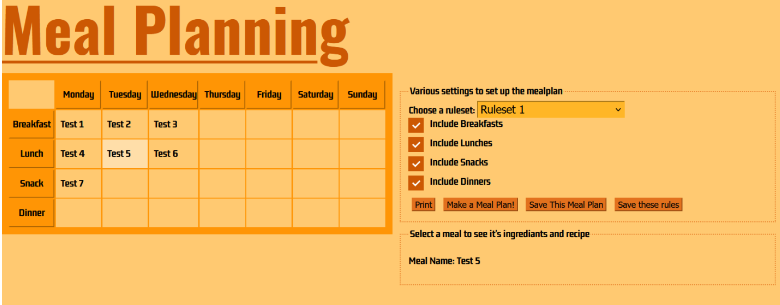 Meal Planning
Monday Tuesday Wednesday Thursday Friday Saturday Sunday
Breakfast Test 1 Test 2 Test 3
Lunch Test 4 Test 5 Test 6
Snack Test 7
Dinner
Various settings to set up the mealplan
Choose a ruleset: Ruleset 1
Include Breakfasts
Include Lunches
Include Snacks
Include Dinners
Print Make a Meal Plan! Save This Meal Plan Save these rules
Select a meal to see it's ingrediants and recipe
Meal Name: Test 5